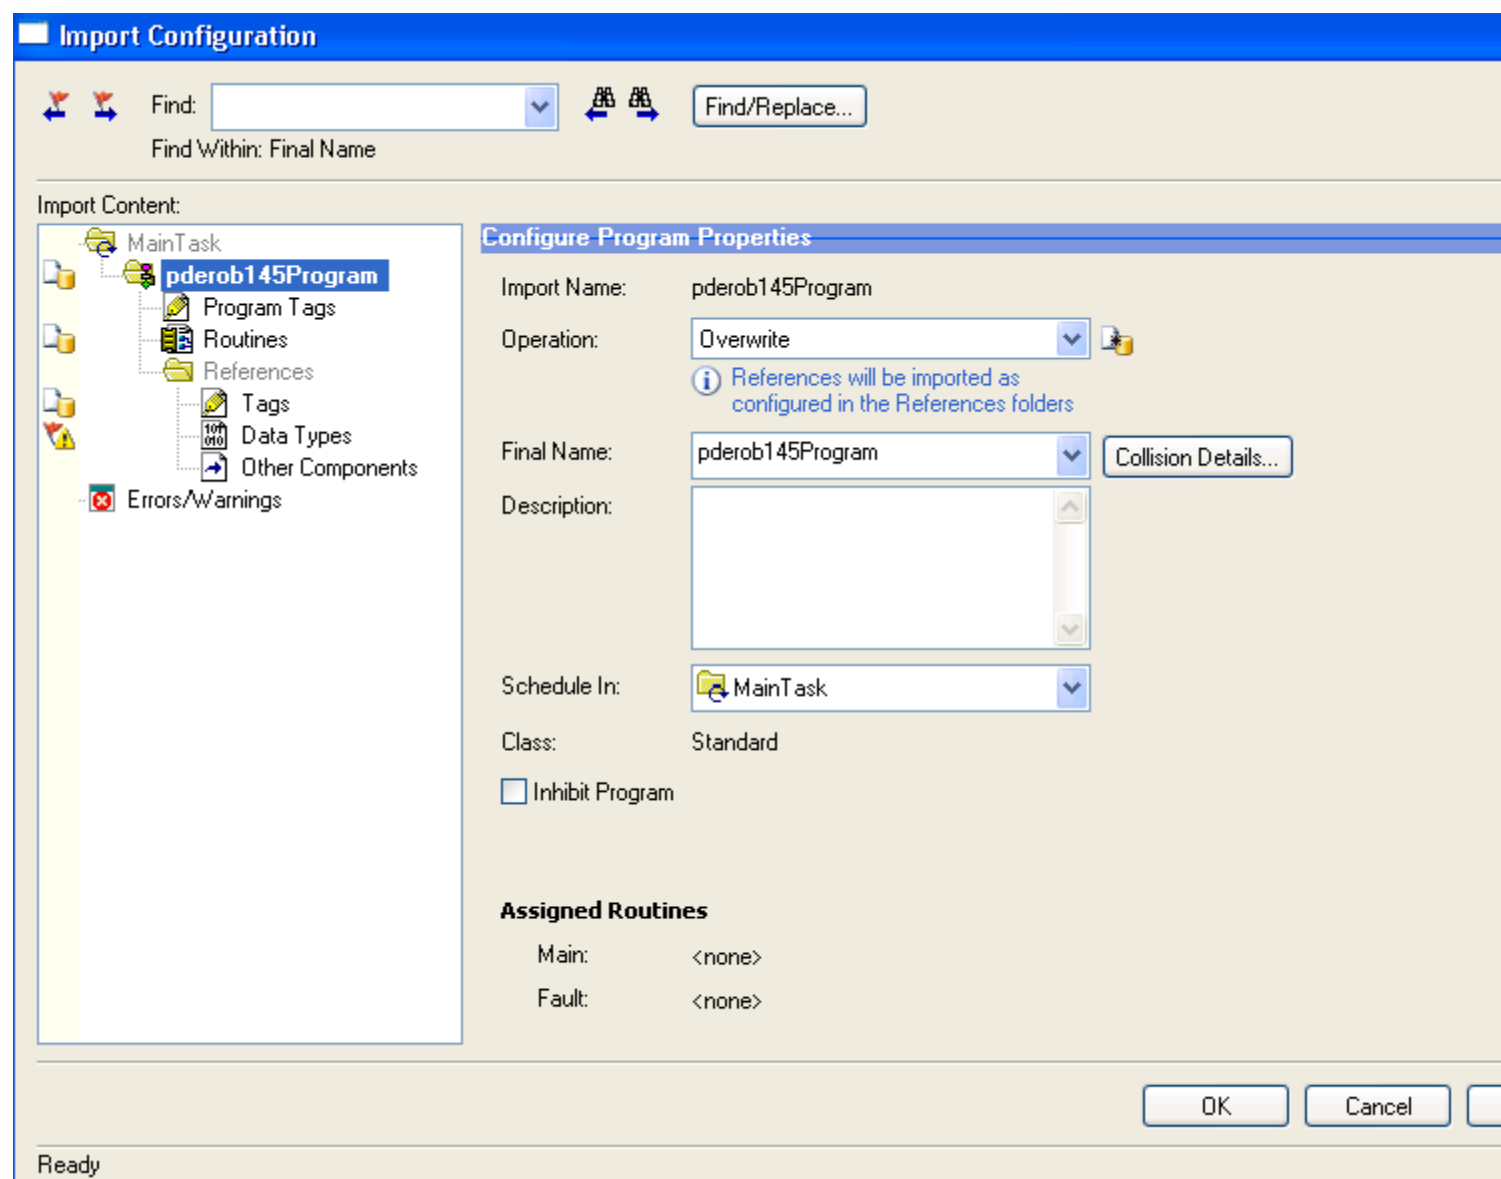 Import Configuration
Find:
Find/Replace...
Find Within: Final Name
Import Content:
MainTask
pderob145Program
Program Tags
Routines
References
Tags
Data Types
Other Components
Errors/Warnings
Configure Program Properties
Import Name: pderob145Program
Operation: Overwrite
References will be imported as
configured in the References folders
Final Name: pderob145Program Collision Details...
Description:
Schedule In: MainTask
Class: Standard
Inhibit Program
Assigned Routines
Main: <none>
Fault: <none>
OK Cancel
Ready